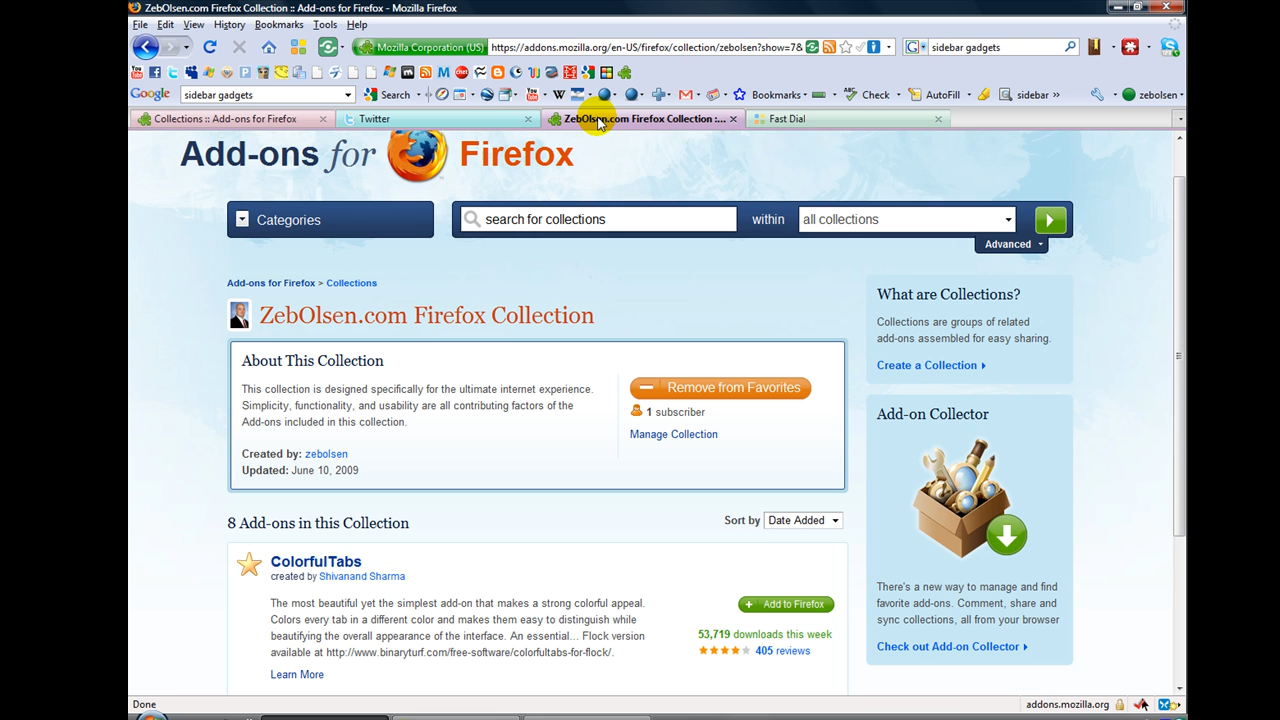 ZebOlsen.com Firefox Collection :: Add-ons for Firefox - Mozilla Firefox
File Edit View History Bookmarks Tools Help
Mozilla Corporation (US) https://addons.mozilla.org/en-US/firefox/collection/zebolsen?show=7& sidebar gadgets
Google sidebar gadgets Search Bookmarks Check AutoFill sidebar » zebolsen
Collections :: Add-ons for Firefox Twitter ZebOlsen.com Firefox Collection :... Fast Dial
Add-ons for Firefox
Categories search for collections within all collections
Advanced
Add-ons for Firefox > Collections
ZebOlsen.com Firefox Collection
About This Collection
This collection is designed specifically for the ultimate internet experience.
Simplicity, functionality, and usability are all contributing factors of the
Add-ons included in this collection.
Created by: zebolsen
Updated: June 10, 2009
Remove from Favorites
1 subscriber
Manage Collection
What are Collections?
Collections are groups of related
add-ons assembled for easy sharing.
Create a Collection
Add-on Collector
There's a new way to manage and find
favorite add-ons. Comment, share and
sync collections, all from your browser
Check out Add-on Collector
8 Add-ons in this Collection
Sort by Date Added
ColorfulTabs
created by Shivanand Sharma
The most beautiful yet the simplest add-on that makes a strong colorful appeal.
Colors every tab in a different color and makes them easy to distinguish while
beautifying the overall appearance of the interface. An essential... Flock version
available at http://www.binaryturf.com/free-software/colorfultabs-for-flock/.
Learn More
Add to Firefox
53,719 downloads this week
405 reviews
Done addons.mozilla.org